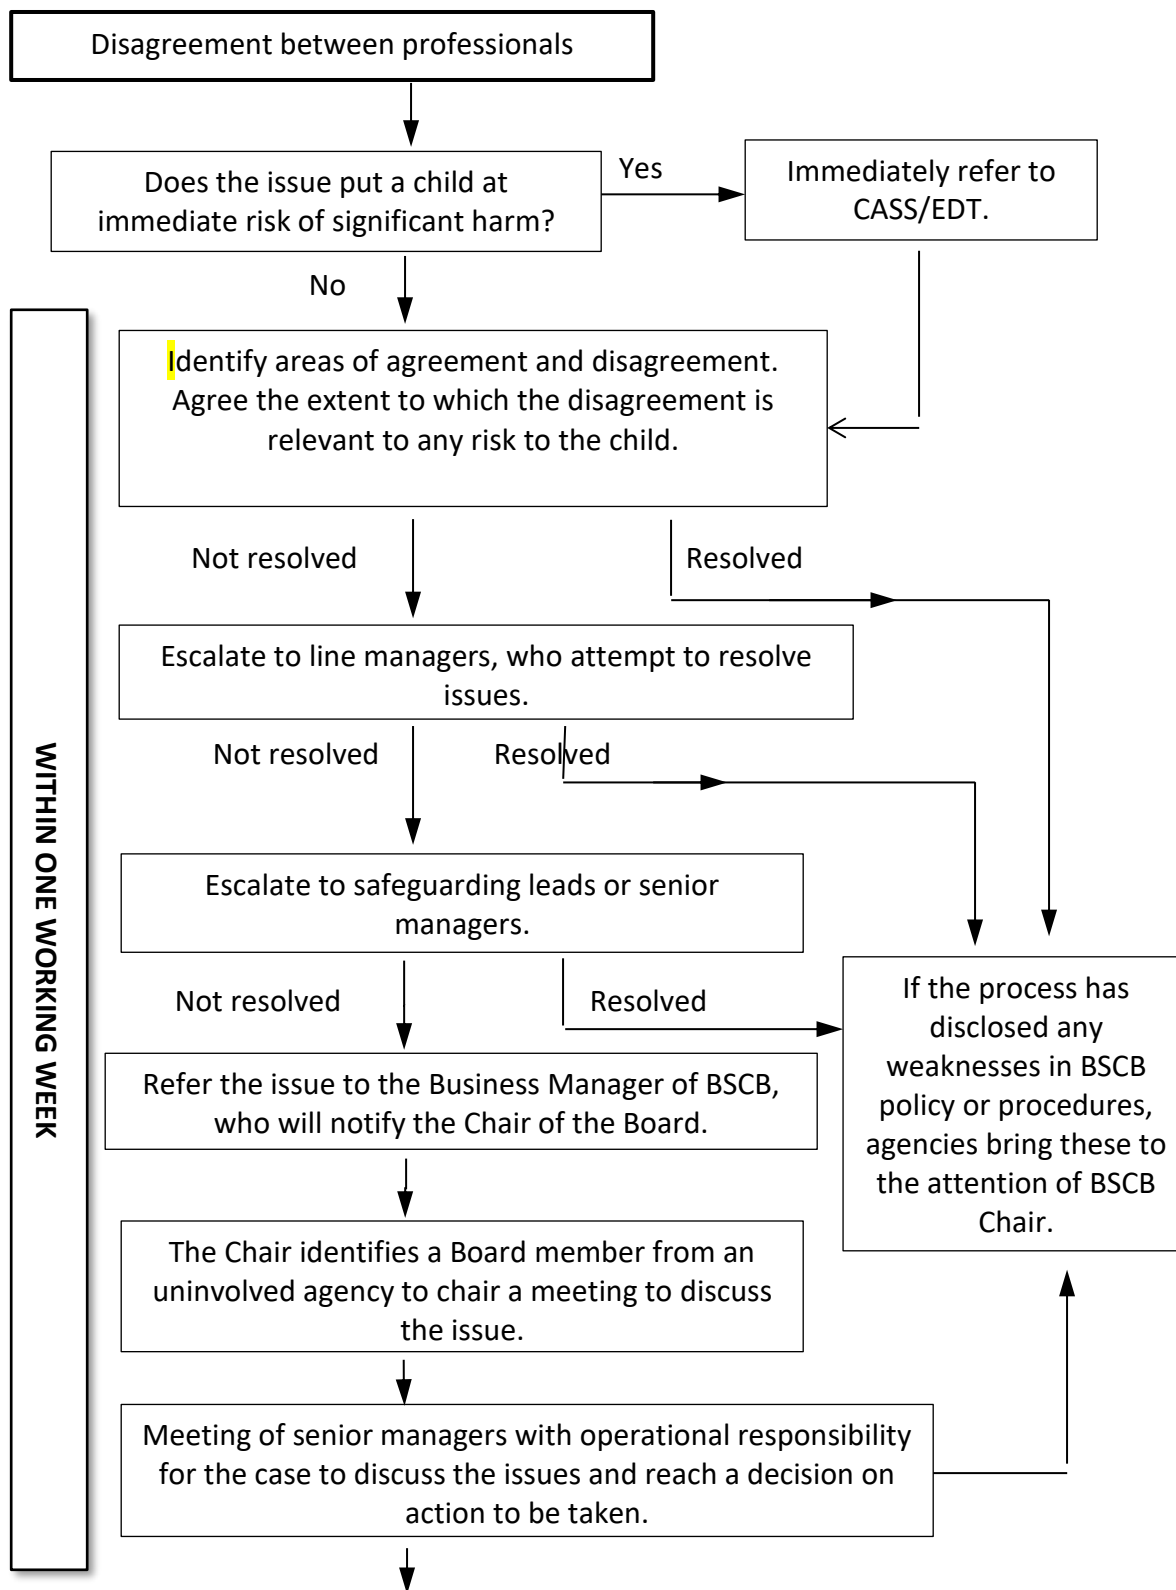 Disagreement between professionals
Does the issue put a child at
immediate risk of significant harm?
Yes
Immediately refer to
CASS/EDT.
No
Identify areas of agreement and disagreement.
Agree the extent to which the disagreement is
relevant to any risk to the child.
Not resolved
Resolved
Escalate to line managers, who attempt to resolve
issues.
Not resolved
Resolved
Escalate to safeguarding leads or senior
managers.
Not resolved
Resolved
If the process has
disclosed any
weaknesses in BSCB
policy or procedures,
agencies bring these to
the attention of BSCB
Chair.
Refer the issue to the Business Manager of BSCB,
who will notify the Chair of the Board.
The Chair identifies a Board member from an
uninvolved agency to chair a meeting to discuss
the issue.
Meeting of senior managers with operational responsibility
for the case to discuss the issues and reach a decision on
action to be taken.
WITHIN ONE WORKING WEEK